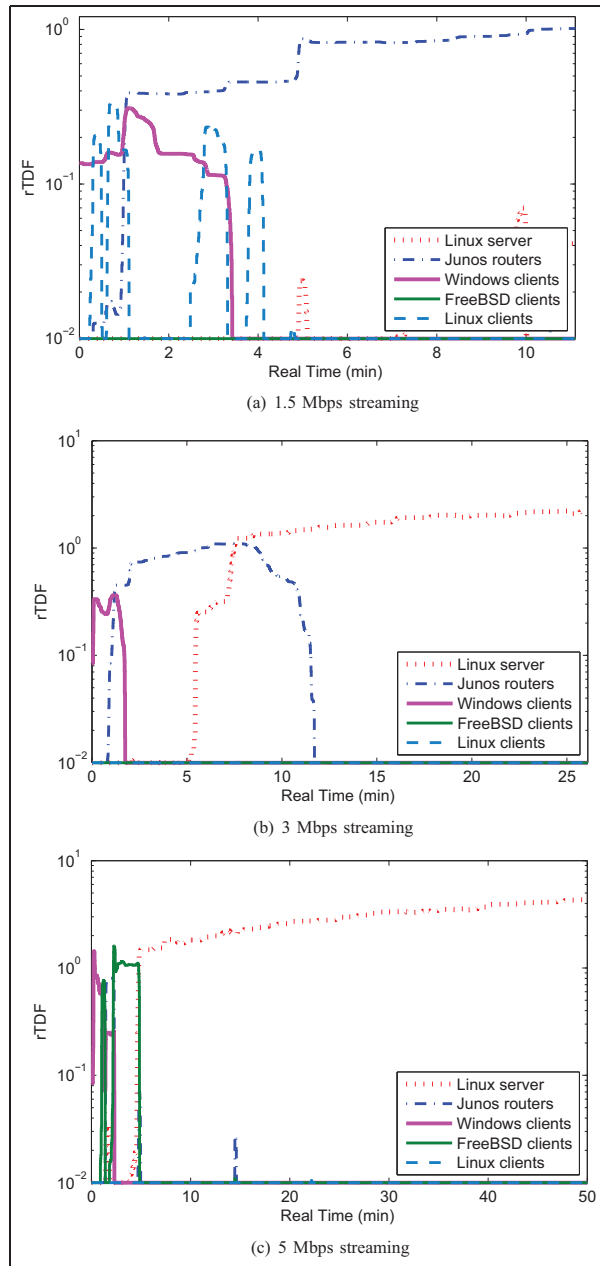 10^0
10^-1
10^-2
rTDF
Linux server
Junos routers
Windows clients
FreeBSD clients
Linux clients
0 2 4 6 8 10
Real Time (min)
(a) 1.5 Mbps streaming
10^1
10^0
10^-1
10^-2
rTDF
Linux server
Junos routers
Windows clients
FreeBSD clients
Linux clients
0 5 10 15 20 25
Real Time (min)
(b) 3 Mbps streaming
10^1
10^0
10^-1
10^-2
rTDF
Linux server
Junos routers
Windows clients
FreeBSD clients
Linux clients
0 10 20 30 40 50
Real Time (min)
(c) 5 Mbps streaming